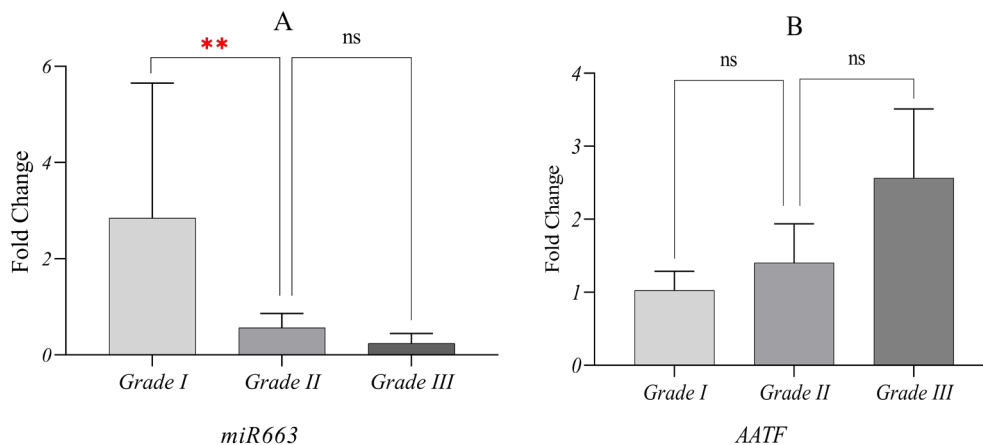 A
**
ns
6
4
2
0
Fold Change
Grade I
Grade II
Grade III
miR663
B
ns
ns
4
3
2
1
0
Fold Change
Grade I
Grade II
Grade III
AATF